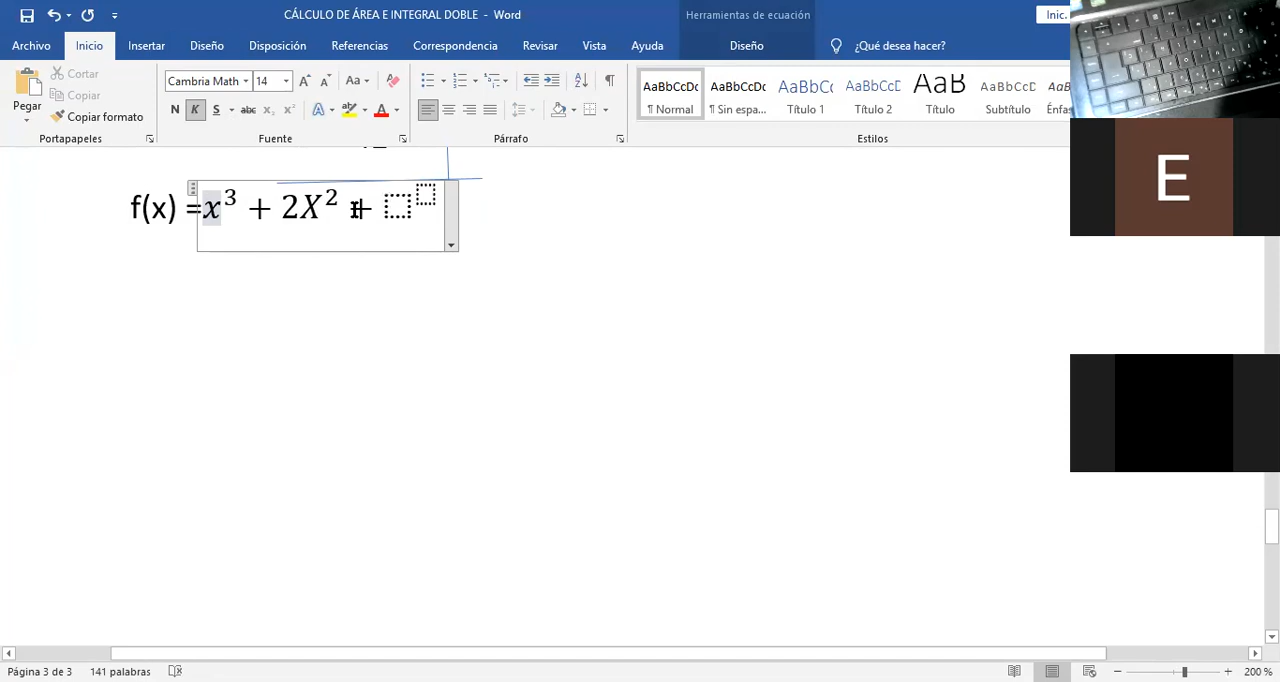 CÁLCULO DE ÁREA E INTEGRAL DOBLE - Word
Herramientas de ecuación
Inic.
Archivo Inicio Insertar Diseño Disposición Referencias Correspondencia Revisar Vista Ayuda Diseño ¿Qué desea hacer?
Pegar
Cortar
Copiar
Copiar formato
Portapapeles
Cambria Math 14
N K S abc x₂ x² A A
Fuente
Párrafo
AaBbCcDc AaBbCcDc AaBbCc AaBbCcD AaB AaBbCcD
¶ Normal ¶ Sin espa... Título 1 Título 2 Título Subtítulo
Estilos
f(x) =x³ + 2X² +
E
Página 3 de 3 141 palabras 200 %